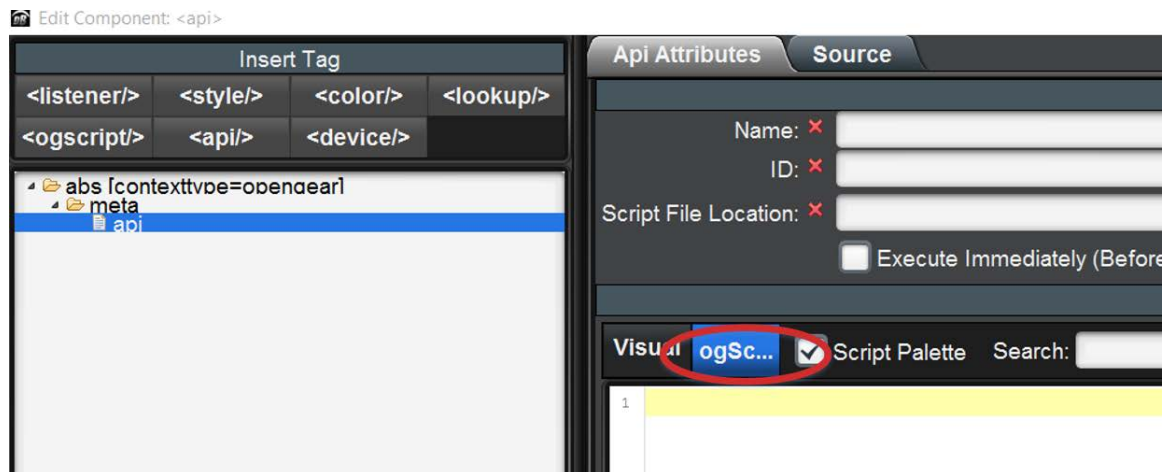 Edit Component: <api>
Insert Tag
<listener/> <style/> <color/> <lookup/>
<ogscript/> <api/> <device/>
abs [contexttype=opengear]
meta
api
Api Attributes Source
Name:
ID:
Script File Location:
Execute Immediately (Before
Visual ogSc... Script Palette Search:
1